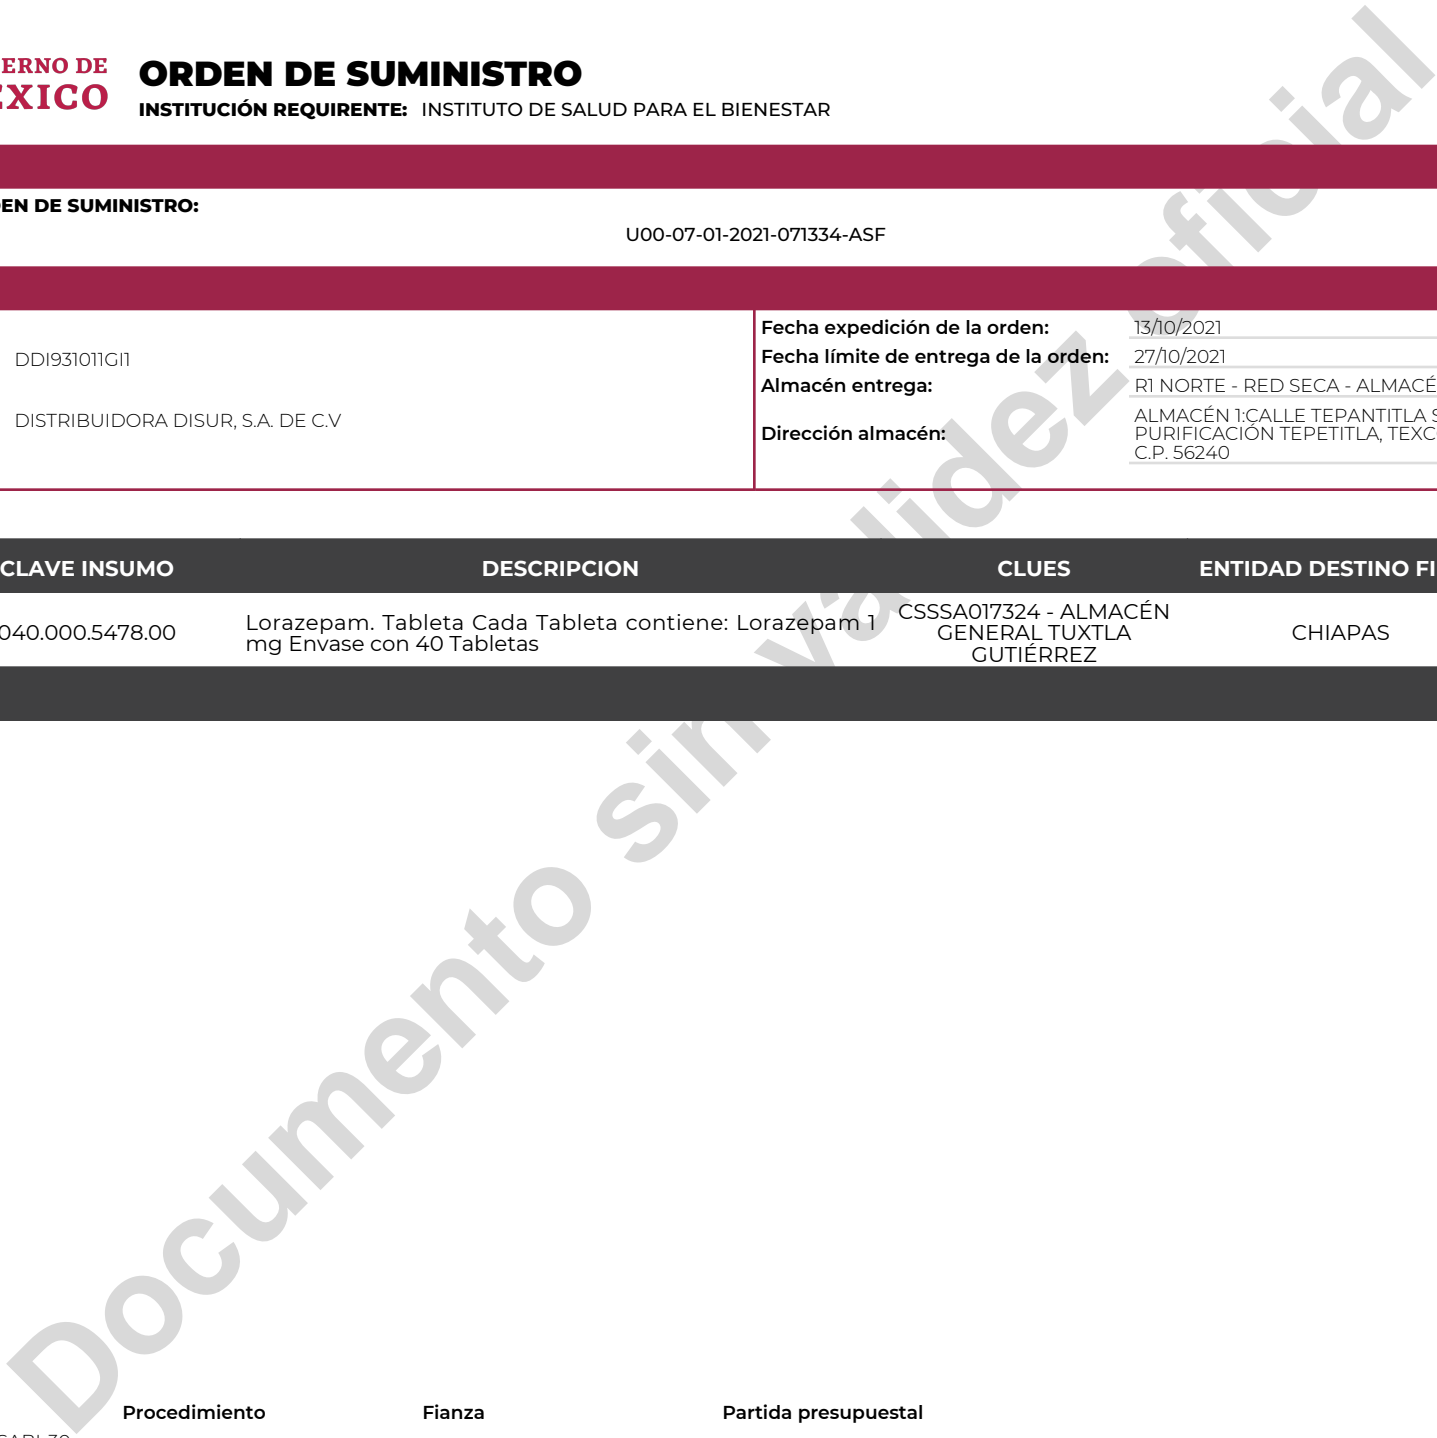 ERNO DE
EXICO
ORDEN DE SUMINISTRO
INSTITUCIÓN REQUIRENTE: INSTITUTO DE SALUD PARA EL BIENESTAR
EN DE SUMINISTRO:
U00-07-01-2021-071334-ASF
DDI931011GI1
DISTRIBUIDORA DISUR, S.A. DE C.V
Fecha expedición de la orden: 13/10/2021
Fecha límite de entrega de la orden: 27/10/2021
Almacén entrega: R1 NORTE - RED SECA - ALMACÉ
Dirección almacén:
ALMACÉN 1:CALLE TEPANTITLA S
PURIFICACIÓN TEPETITLA, TEXC
C.P. 56240
CLAVE INSUMO DESCRIPCION CLUES ENTIDAD DESTINO FI
040.000.5478.00
Lorazepam. Tableta Cada Tableta contiene: Lorazepam 1
mg Envase con 40 Tabletas
CSSSA017324 - ALMACÉN
GENERAL TUXTLA
GUTIÉRREZ
CHIAPAS
Documento sin validez oficial
Procedimiento Fianza Partida presupuestal